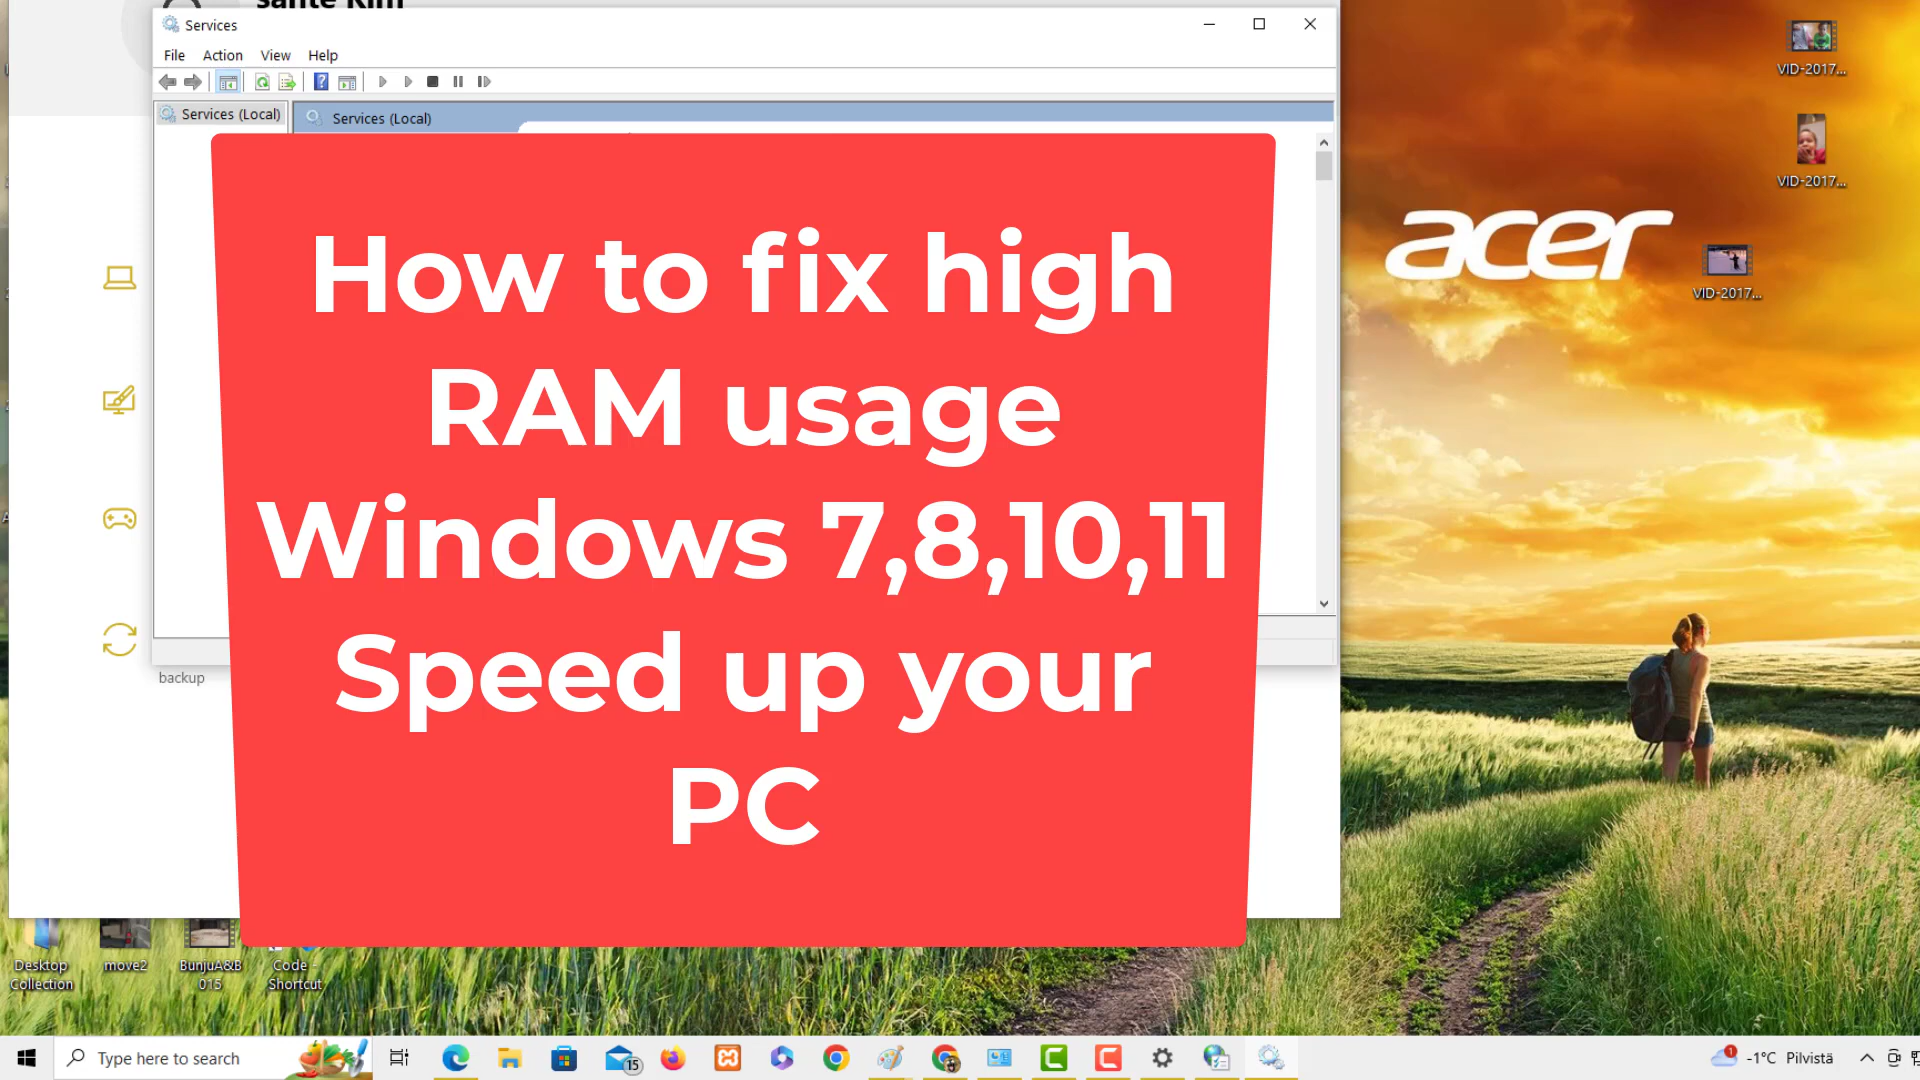 Services
File Action View Help
Services (Local)
Services (Local)
How to fix high
RAM usage
Windows 7,8,10,11
Speed up your
PC
backup
acer
VID-2017...
VID-2017...
VID-2017...
Desktop
Collection
move2
BunjuA&B
015
Code -
Shortcut
Type here to search
15
1
-1°C Pilvistä